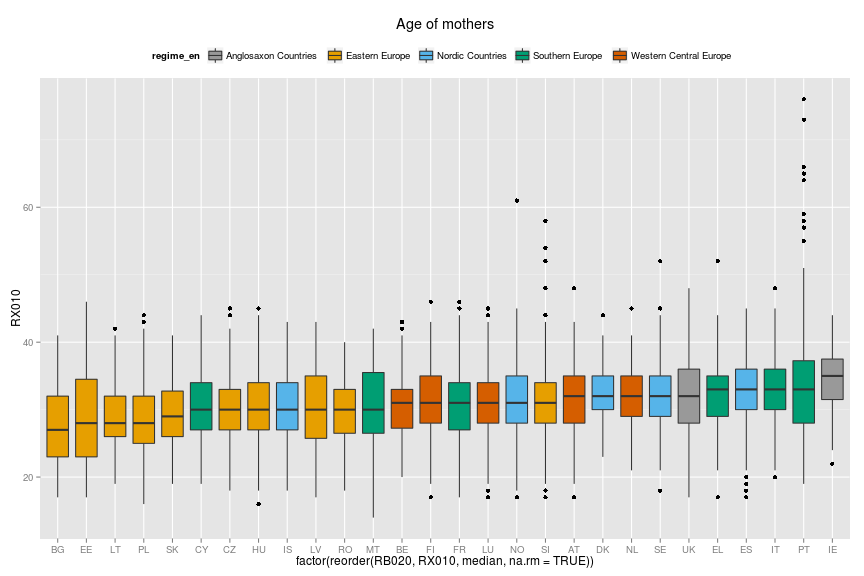 Age of mothers
regime_en Anglosaxon Countries Eastern Europe Nordic Countries Southern Europe Western Central Europe
RX010
60
40
20
BG EE LT PL SK CY CZ HU IS LV RO MT BE FI FR LU NO SI AT DK NL SE UK EL ES IT PT IE
factor(reorder(RB020, RX010, median, na.rm = TRUE))